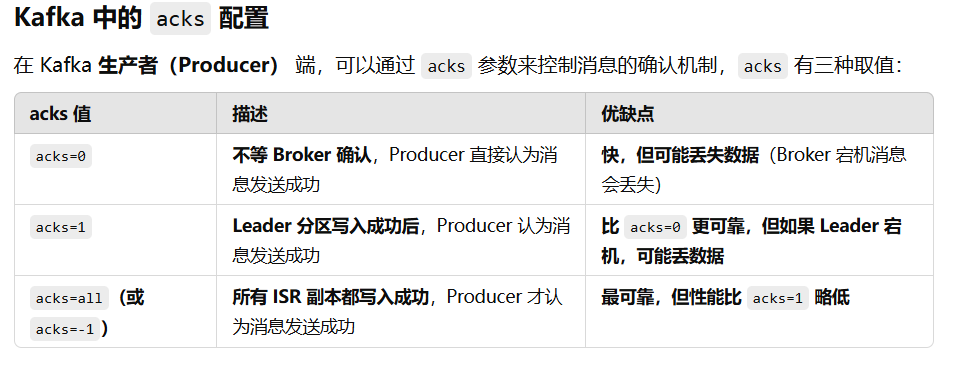 Kafka 中的 acks 配置
在 Kafka 生产者（Producer） 端，可以通过 acks 参数来控制消息的确认机制，acks 有三种取值：
acks 值 描述 优缺点
acks=0
不等 Broker 确认，Producer 直接认为消
息发送成功
快，但可能丢失数据（Broker 宕机消息
会丢失）
acks=1
Leader 分区写入成功后，Producer 认为消
息发送成功
比 acks=0 更可靠，但如果 Leader 宕
机，可能丢数据
acks=all（或
acks=-1）
所有 ISR 副本都写入成功，Producer 才认
为消息发送成功
最可靠，但性能比 acks=1 略低